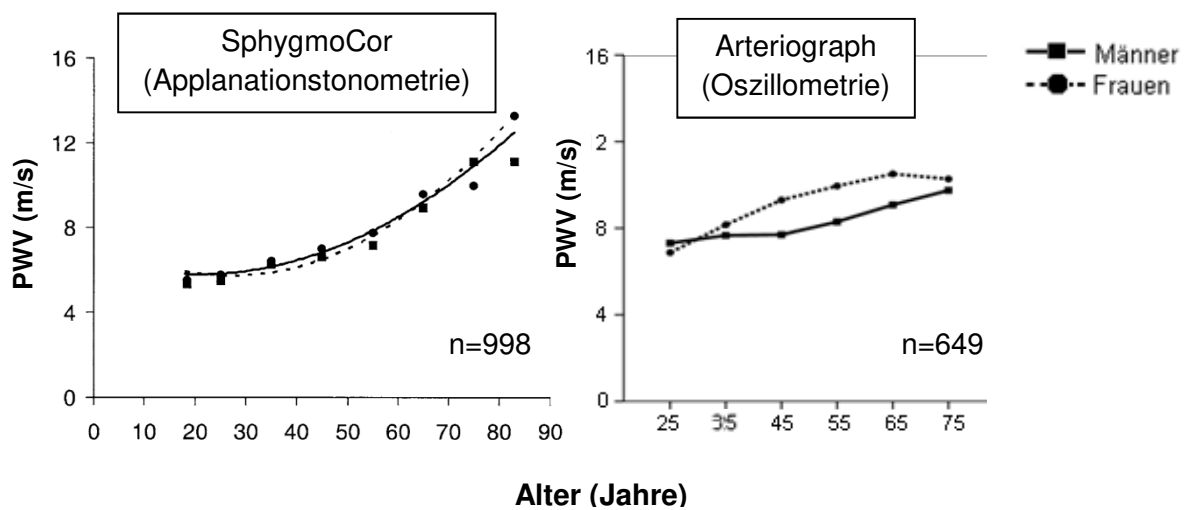 SphygmoCor
(Applanationstonometrie)
16
12
8
4
0
PWV (m/s)
n=998
0 10 20 30 40 50 60 70 80 90
Arteriograph
(Oszillometrie)
16
2
8
4
0
PWV (m/s)
n=649
25 35 45 55 65 75
Männer
Frauen
Alter (Jahre)